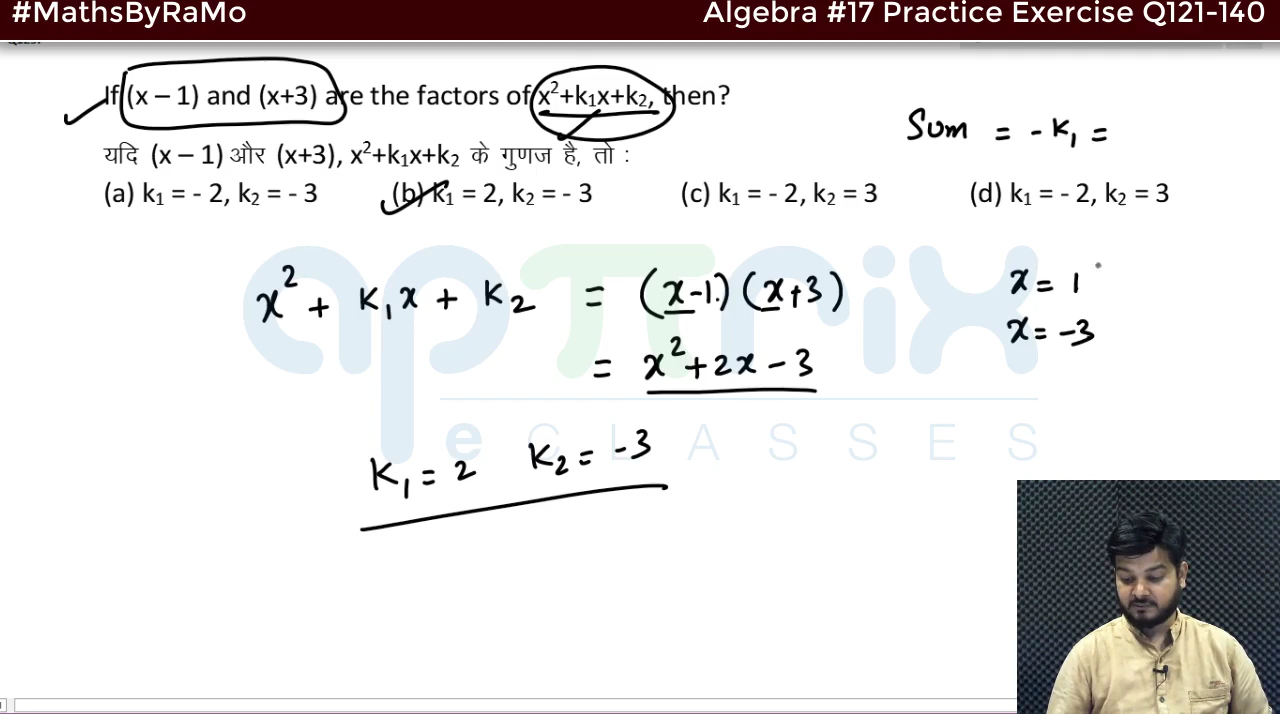 #MathsByRaMo
Algebra #17 Practice Exercise Q121-140
If (x – 1) and (x+3) are the factors of x²+k₁x+k₂, then?
Sum = -K₁ =
यदि (x – 1) और (x+3), x²+k₁x+k₂ के गुणज है, तो :
(a) k₁ = - 2, k₂ = - 3 (b) k₁ = 2, k₂ = - 3 (c) k₁ = - 2, k₂ = 3 (d) k₁ = - 2, k₂ = 3
x² + K₁x + K₂ = (x-1)(x+3)
x = 1
x = -3
= x²+2x-3
K₁ = 2 K₂ = -3
apttrix
eCLASSES